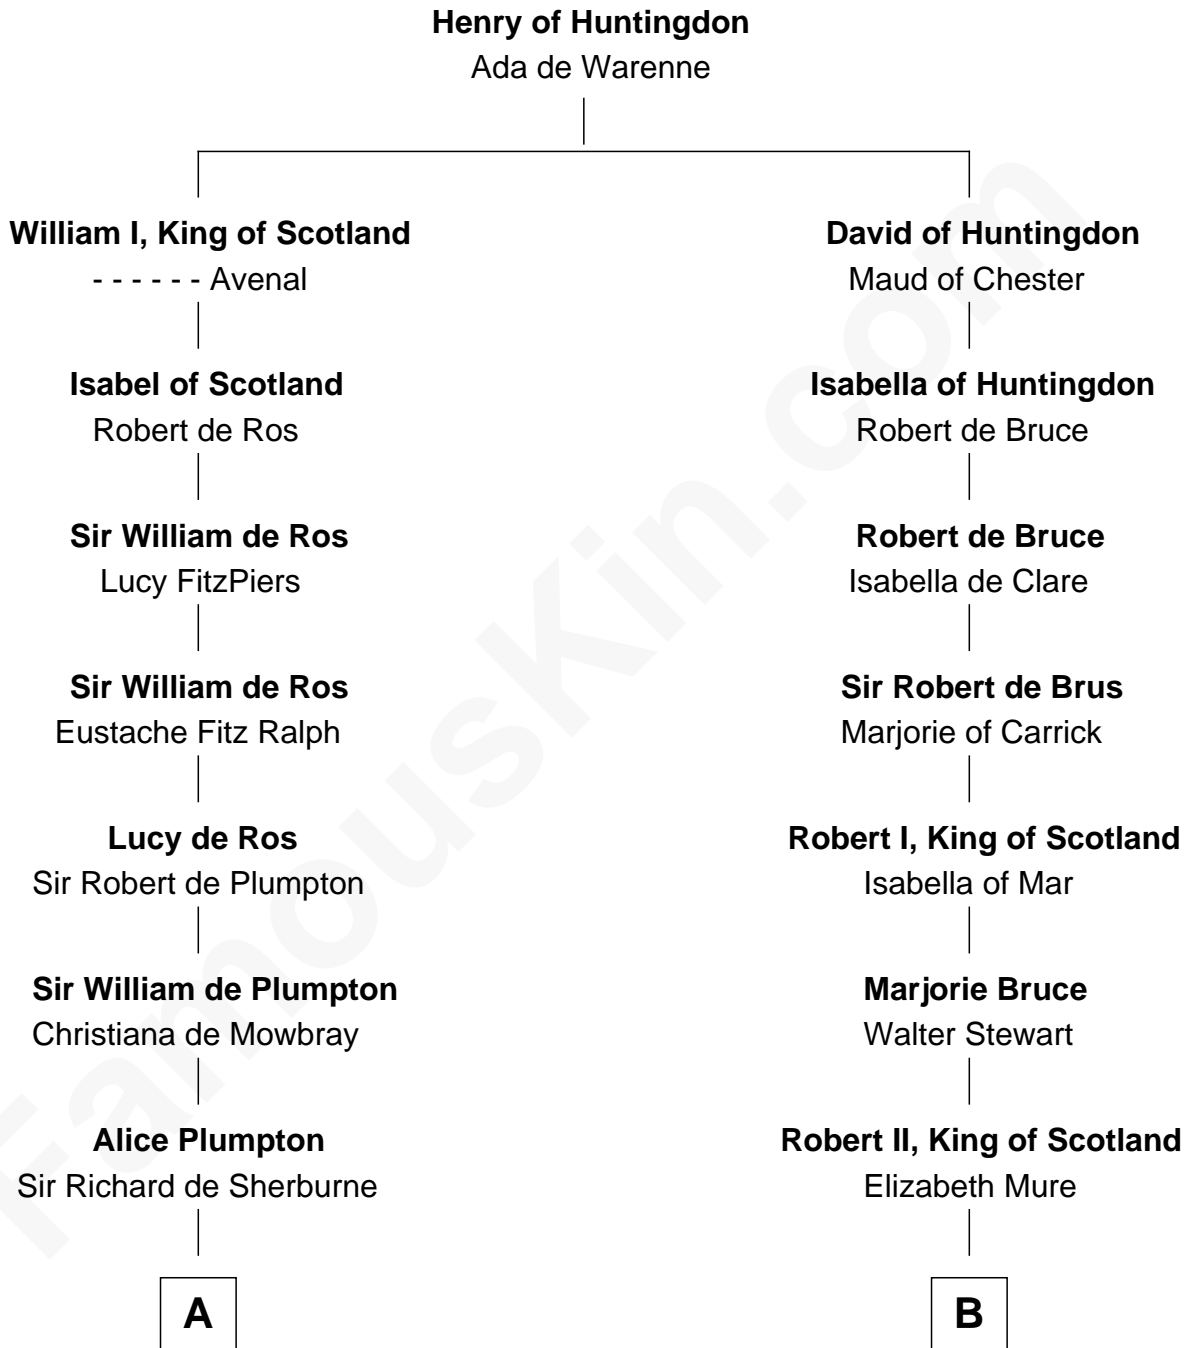 Henry of Huntingdon
Ada de Warenne
William I, King of Scotland
- - - - - - Avenal
Isabel of Scotland
Robert de Ros
Sir William de Ros
Lucy FitzPiers
Sir William de Ros
Eustache Fitz Ralph
Lucy de Ros
Sir Robert de Plumpton
Sir William de Plumpton
Christiana de Mowbray
Alice Plumpton
Sir Richard de Sherburne
A
David of Huntingdon
Maud of Chester
Isabella of Huntingdon
Robert de Bruce
Robert de Bruce
Isabella de Clare
Sir Robert de Brus
Marjorie of Carrick
Robert I, King of Scotland
Isabella of Mar
Marjorie Bruce
Walter Stewart
Robert II, King of Scotland
Elizabeth Mure
B
FamousKin.com